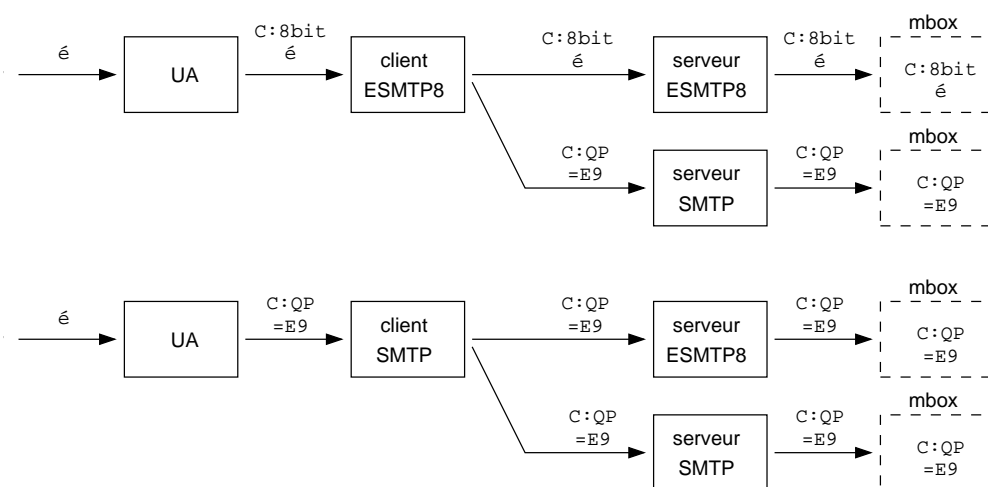 mbox
é
UA
C:8bit
é
client
ESMTP8
C:8bit
é
serveur
ESMTP8
C:8bit
é
C:8bit
é
mbox
C:QP
=E9
serveur
SMTP
C:QP
=E9
C:QP
=E9
mbox
é
UA
C:QP
=E9
client
SMTP
C:QP
=E9
serveur
ESMTP8
C:QP
=E9
C:QP
=E9
mbox
C:QP
=E9
serveur
SMTP
C:QP
=E9
C:QP
=E9